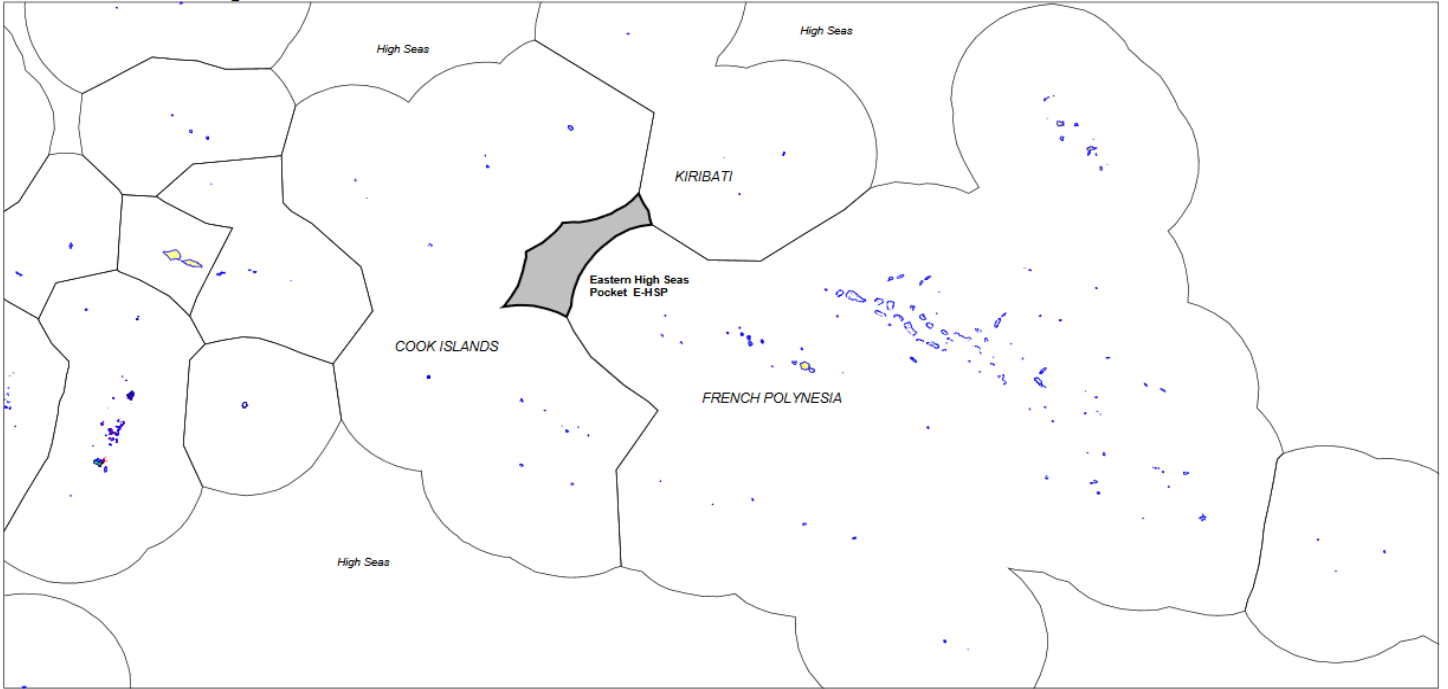 High Seas
High Seas
KIRIBATI
Eastern High Seas
Pocket E-HSP
COOK ISLANDS
FRENCH POLYNESIA
High Seas